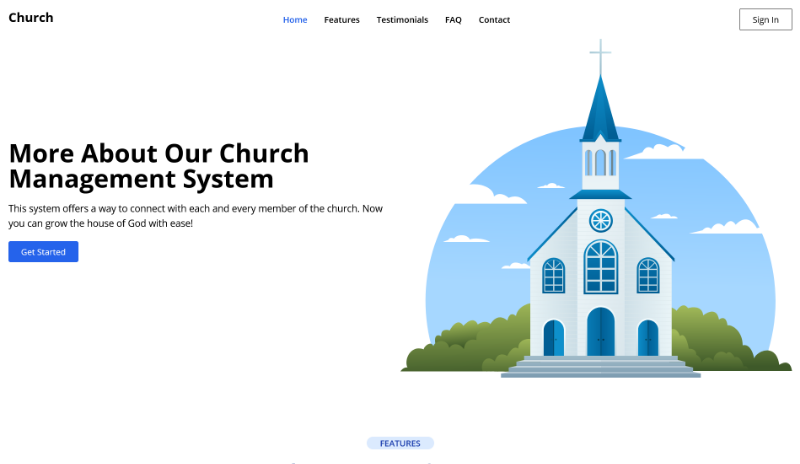 Church
Home Features Testimonials FAQ Contact
Sign In
More About Our Church
Management System
This system offers a way to connect with each and every member of the church. Now
you can grow the house of God with ease!
Get Started
FEATURES